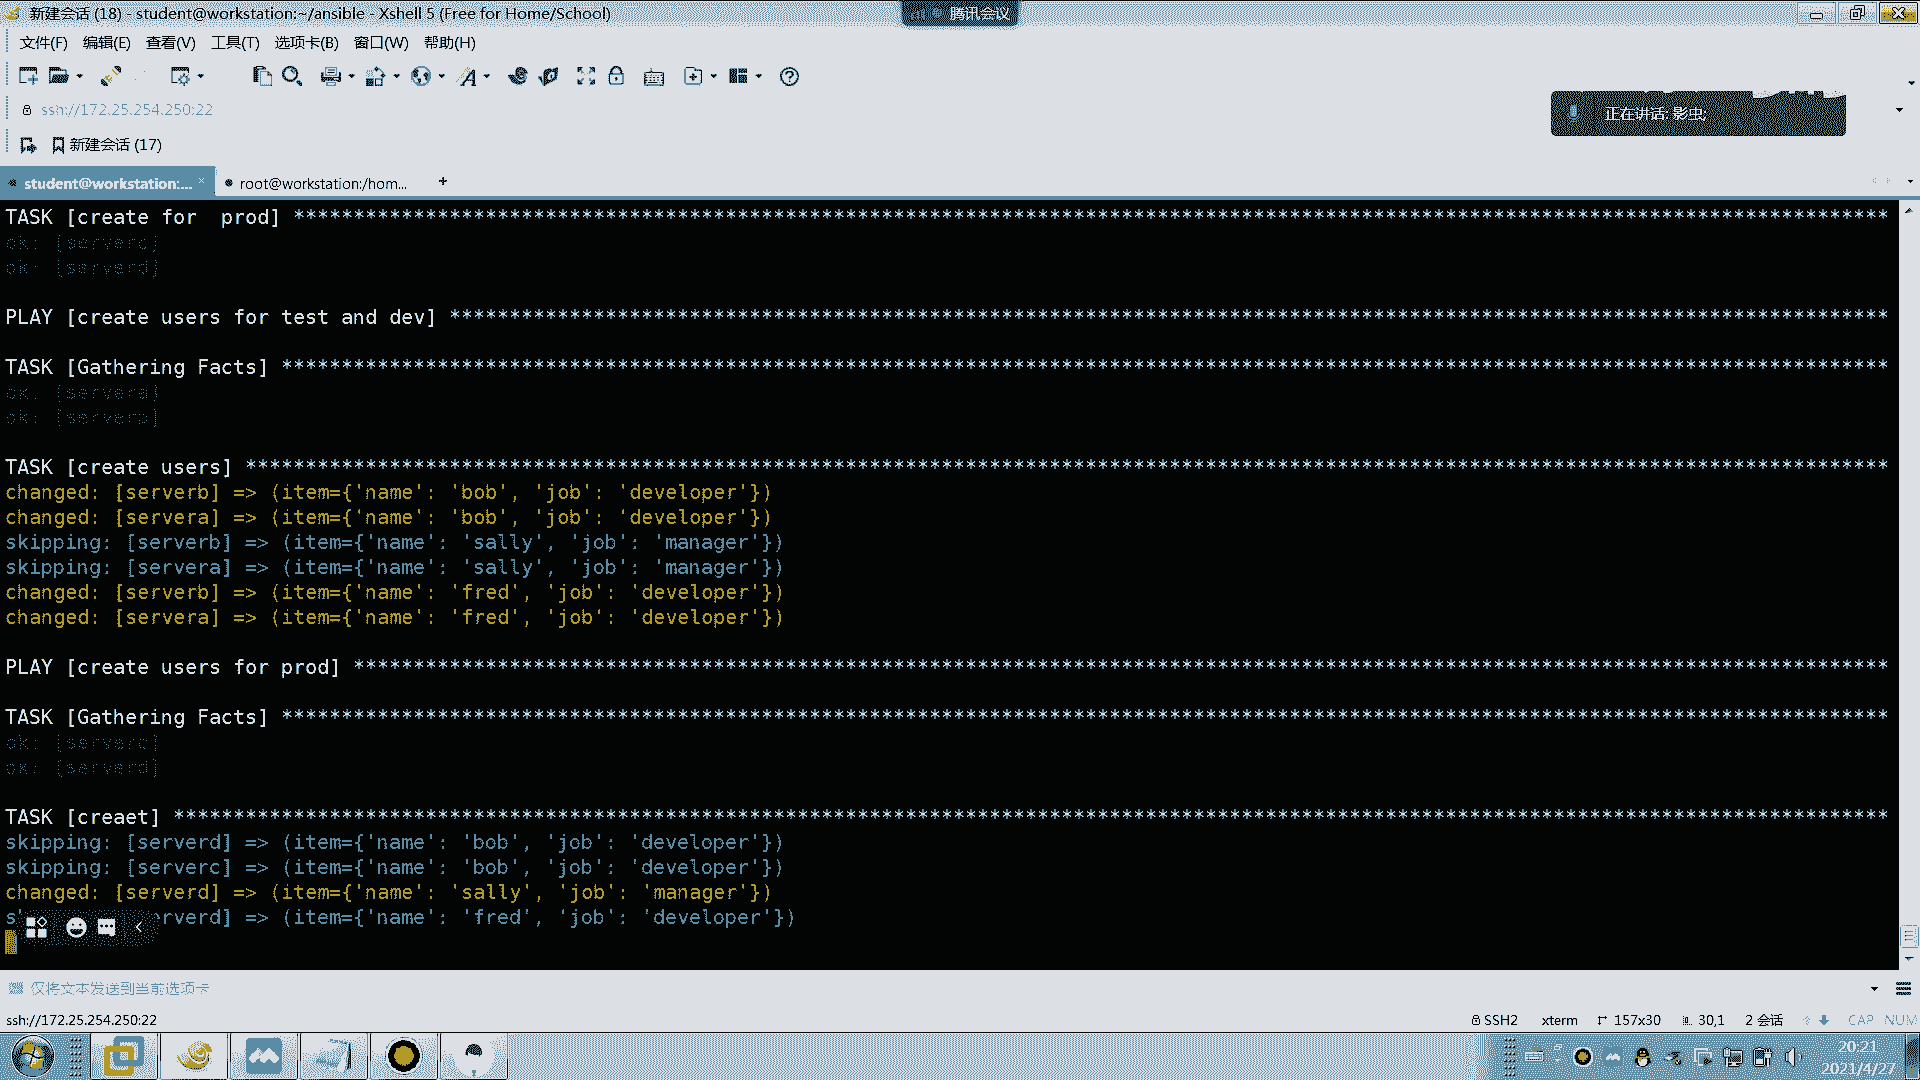 新建会话 (18) - student@workstation:~/ansible - Xshell 5 (Free for Home/School)
腾讯会议
文件(F) 编辑(E) 查看(V) 工具(T) 选项卡(B) 窗口(W) 帮助(H)
ssh://172.25.254.250:22
正在讲话: 影虫;
新建会话 (17)
student@workstation:... × root@workstation:/hom... +
TASK [create for  prod] ************************************************************************************************************************************
ok: [serverc]
ok: [serverd]
PLAY [create users for test and dev] ***********************************************************************************************************************
TASK [Gathering Facts] *************************************************************************************************************************************
ok: [servera]
ok: [serverb]
TASK [create users] ****************************************************************************************************************************************
changed: [serverb] => (item={'name': 'bob', 'job': 'developer'})
changed: [servera] => (item={'name': 'bob', 'job': 'developer'})
skipping: [serverb] => (item={'name': 'sally', 'job': 'manager'})
skipping: [servera] => (item={'name': 'sally', 'job': 'manager'})
changed: [serverb] => (item={'name': 'fred', 'job': 'developer'})
changed: [servera] => (item={'name': 'fred', 'job': 'developer'})
PLAY [create users for prod] *******************************************************************************************************************************
TASK [Gathering Facts] *************************************************************************************************************************************
ok: [serverc]
ok: [serverd]
TASK [creaet] **********************************************************************************************************************************************
skipping: [serverd] => (item={'name': 'bob', 'job': 'developer'})
skipping: [serverc] => (item={'name': 'bob', 'job': 'developer'})
changed: [serverd] => (item={'name': 'sally', 'job': 'manager'})
s erverd] => (item={'name': 'fred', 'job': 'developer'})
仅将文本发送到当前选项卡
ssh://172.25.254.250:22 SSH2 xterm 157x30 30,1 2 会话 CAP NUM
20:21
2021/4/27